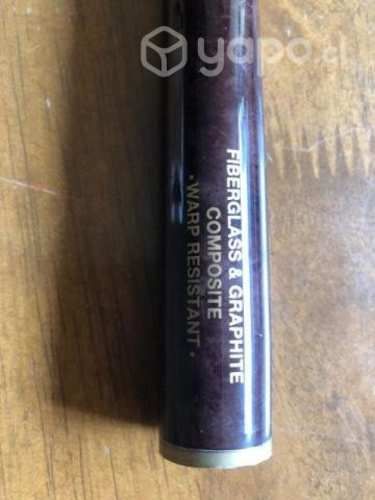 yapo.cl
FIBERGLASS & GRAPHITE
COMPOSITE
•WARP RESISTANT•